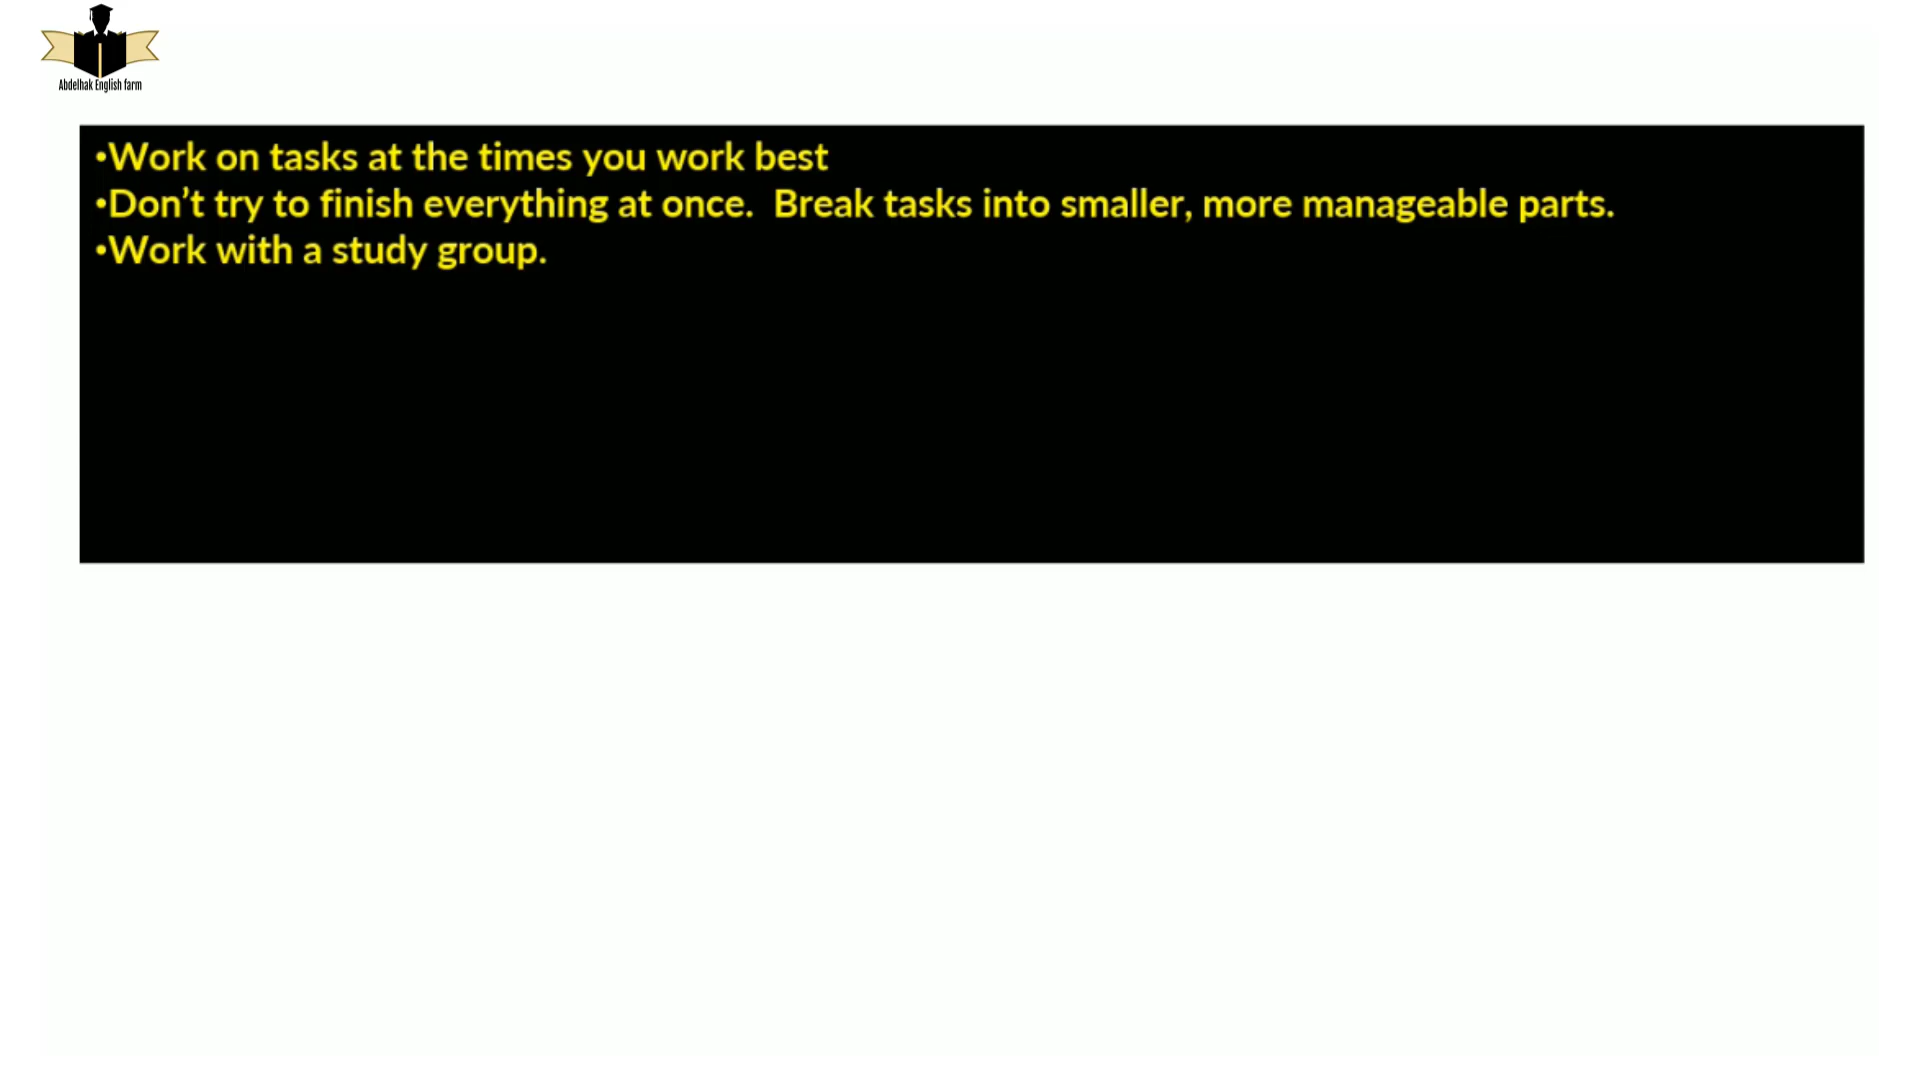 Abdelhak English farm
•Work on tasks at the times you work best
•Don’t try to finish everything at once.  Break tasks into smaller, more manageable parts.
•Work with a study group.